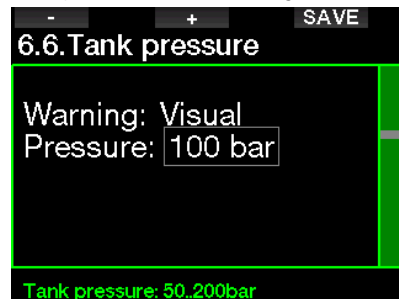 - + SAVE
6.6.Tank pressure
Warning: Visual
Pressure: 100 bar
Tank pressure: 50..200bar